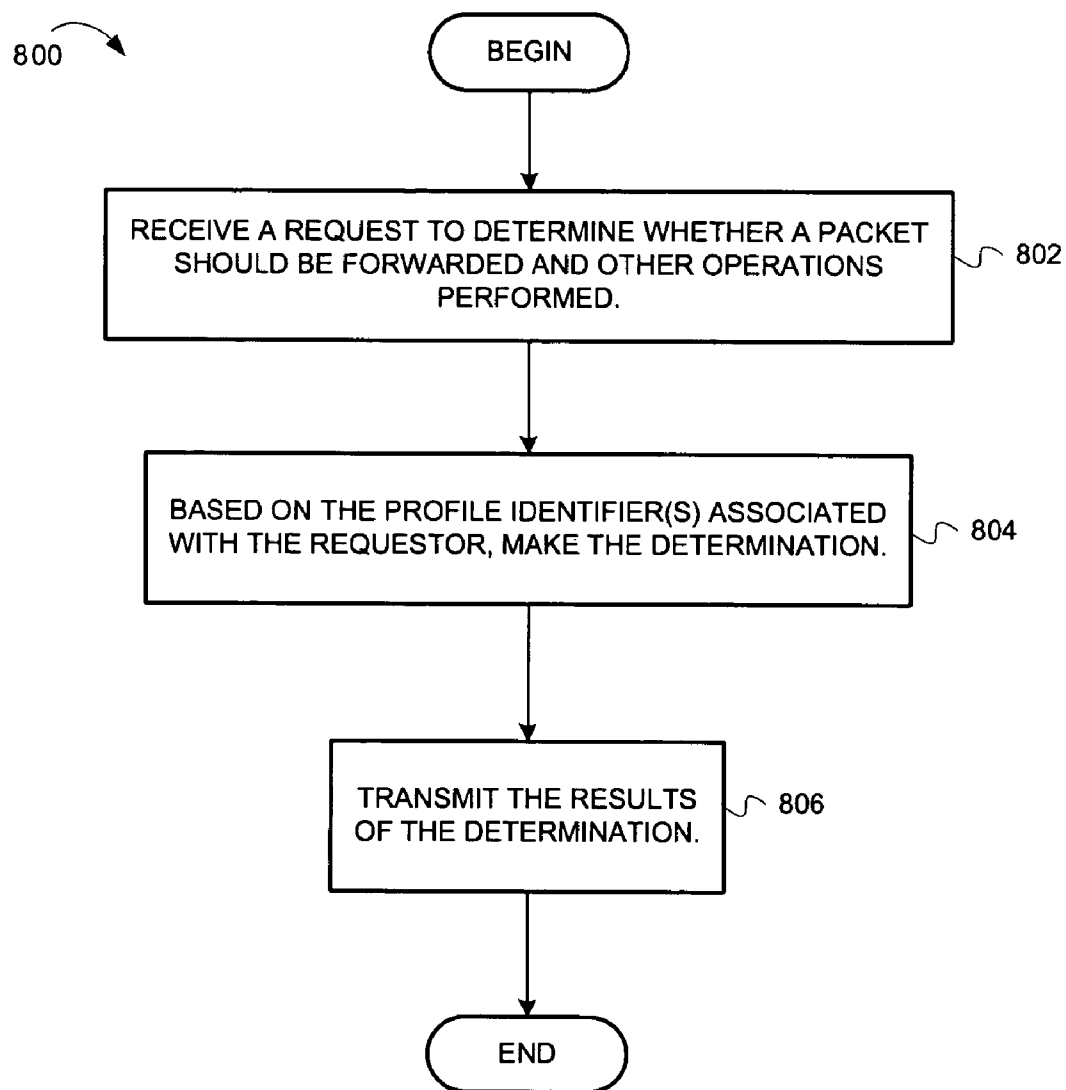 800
BEGIN
RECEIVE A REQUEST TO DETERMINE WHETHER A PACKET
SHOULD BE FORWARDED AND OTHER OPERATIONS
PERFORMED.
802
BASED ON THE PROFILE IDENTIFIER(S) ASSOCIATED
WITH THE REQUESTOR, MAKE THE DETERMINATION.
804
TRANSMIT THE RESULTS
OF THE DETERMINATION.
806
END